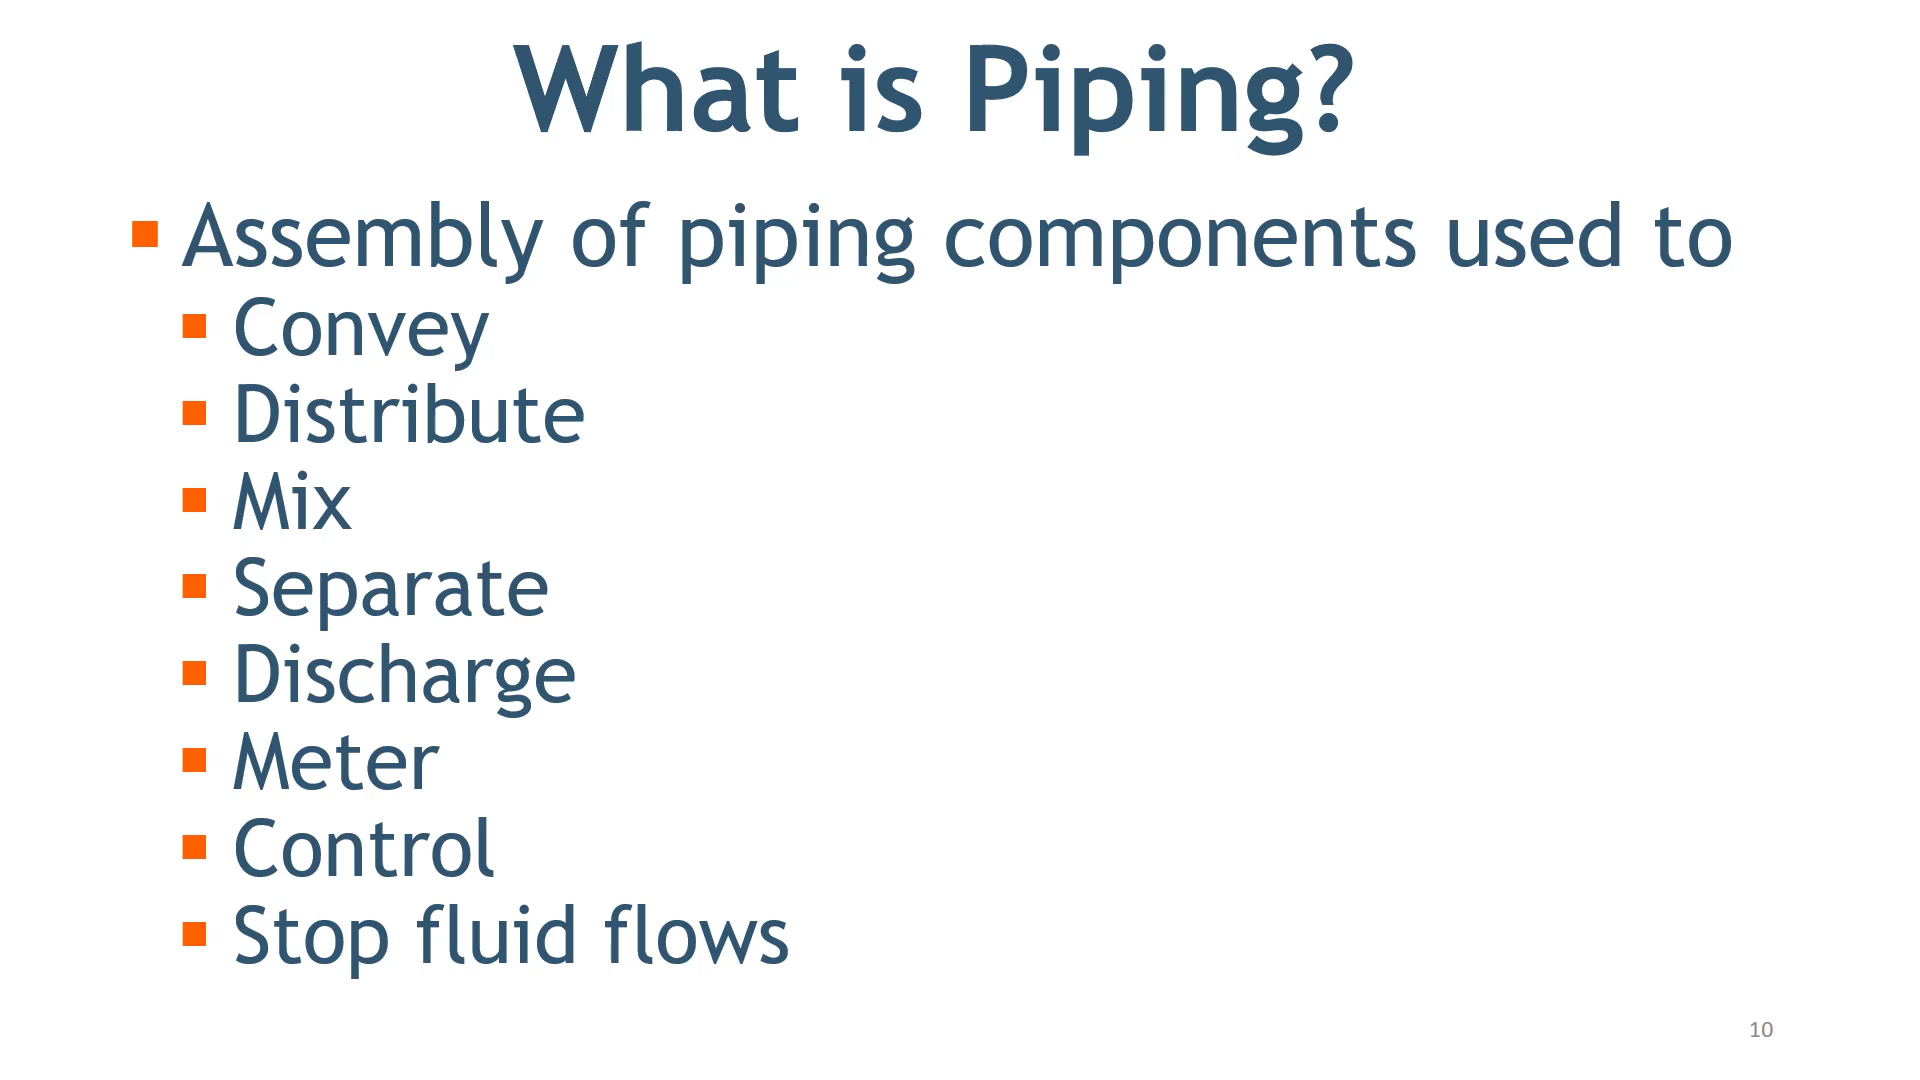 What is Piping?
Assembly of piping components used to
Convey
Distribute
Mix
Separate
Discharge
Meter
Control
Stop fluid flows
10